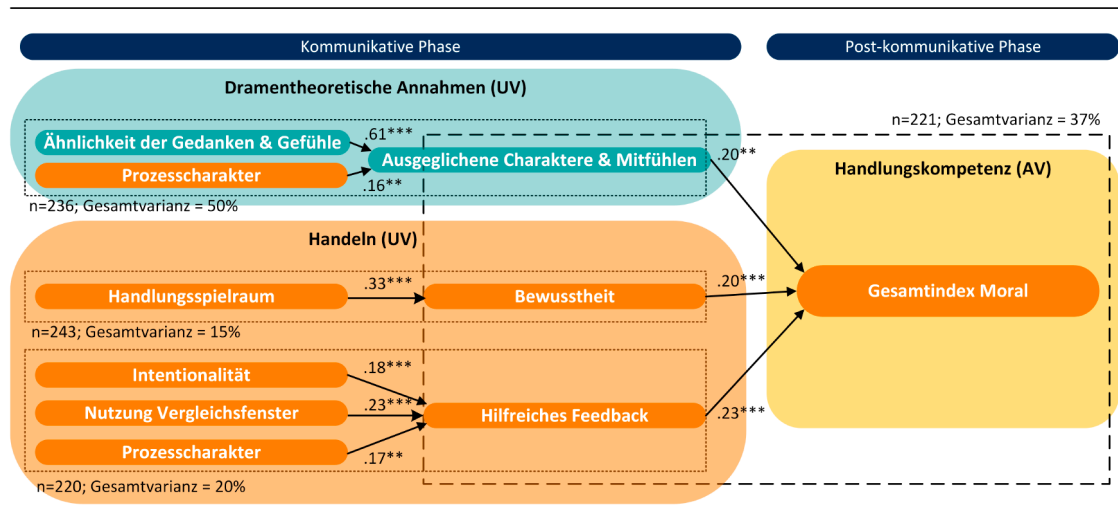 Kommunikative Phase
Post-kommunikative Phase
Dramentheoretische Annahmen (UV)
n=221; Gesamtvarianz = 37%
Ähnlichkeit der Gedanken & Gefühle
.61***
Ausgeglichene Charaktere & Mitfühlen
.20**
Prozesscharakter
.16**
n=236; Gesamtvarianz = 50%
Handlungskompetenz (AV)
Handeln (UV)
Handlungsspielraum
.33***
Bewusstheit
.20***
Gesamtindex Moral
n=243; Gesamtvarianz = 15%
Intentionalität
.18***
Nutzung Vergleichsfenster
.23***
Hilfreiches Feedback
.23***
Prozesscharakter
.17**
n=220; Gesamtvarianz = 20%